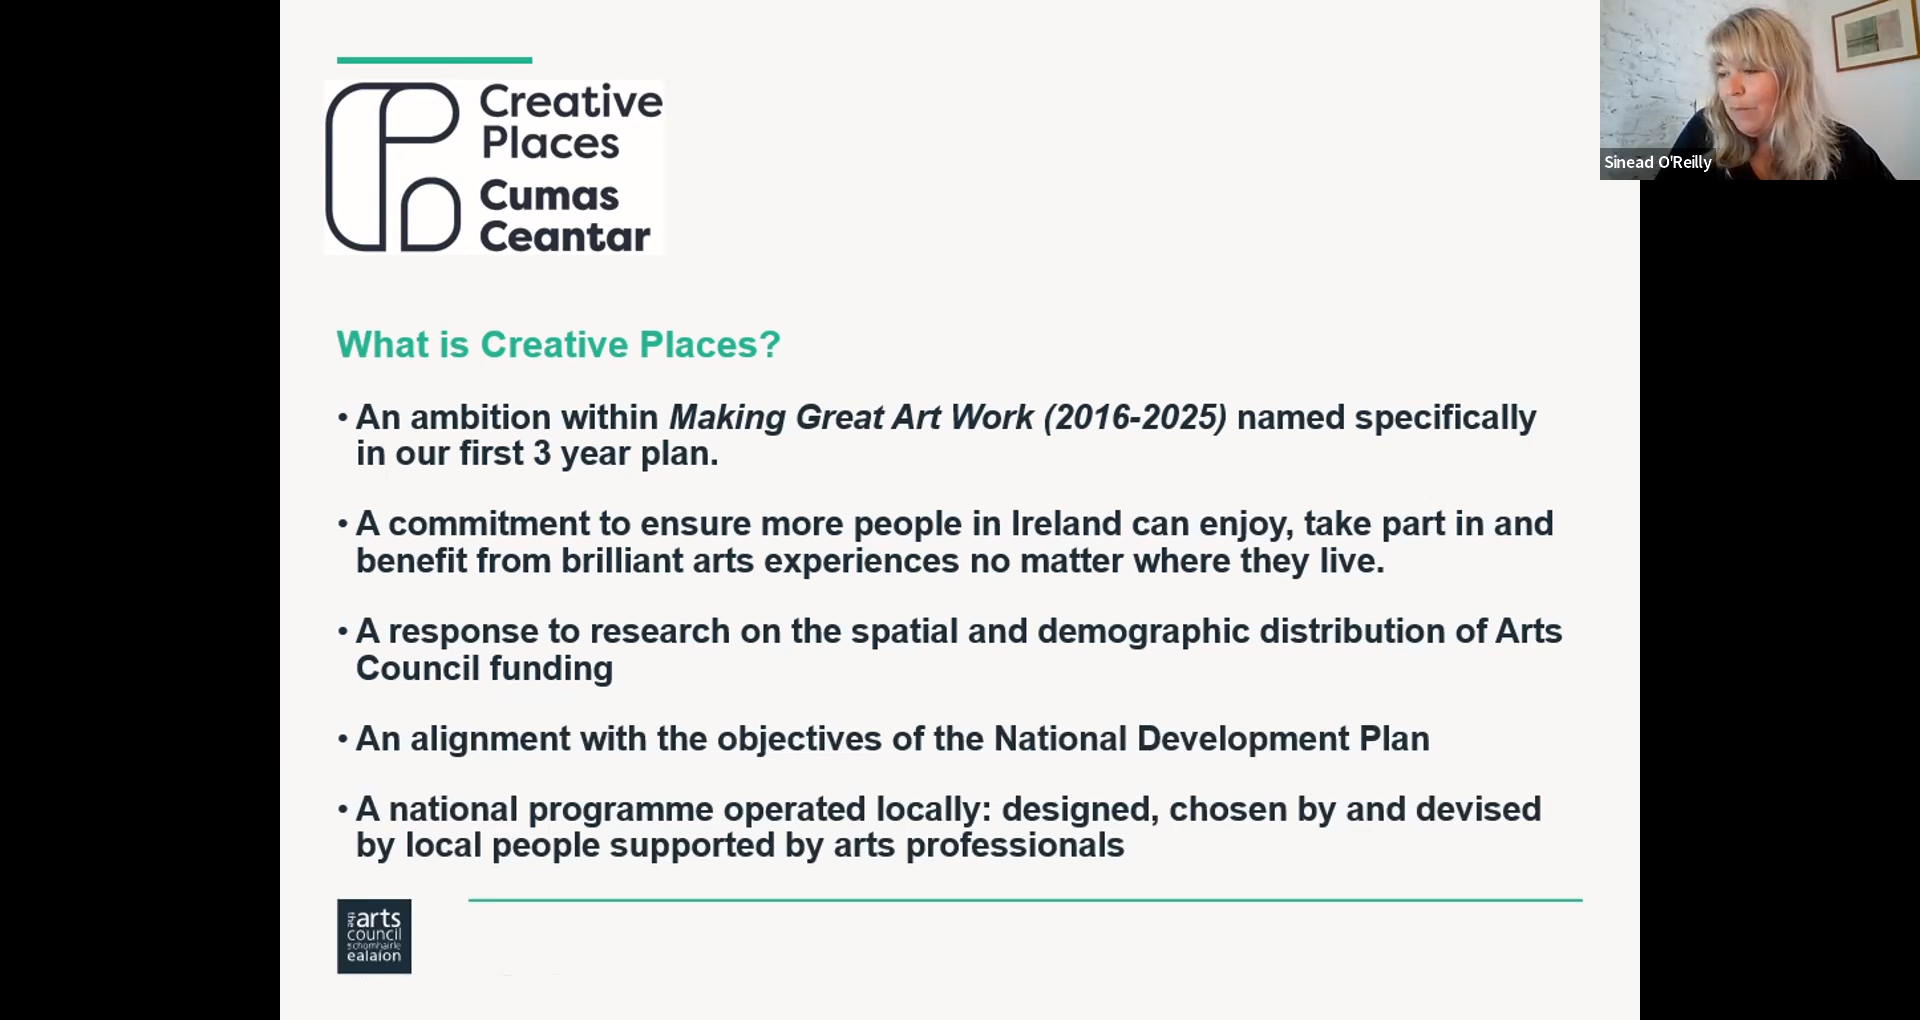 Creative
Places
Cumas
Ceantar
Sinead O'Reilly
What is Creative Places?
• An ambition within Making Great Art Work (2016-2025) named specifically
in our first 3 year plan.
• A commitment to ensure more people in Ireland can enjoy, take part in and
benefit from brilliant arts experiences no matter where they live.
• A response to research on the spatial and demographic distribution of Arts
Council funding
• An alignment with the objectives of the National Development Plan
• A national programme operated locally: designed, chosen by and devised
by local people supported by arts professionals
the arts
council
chomhairle
ealaíon